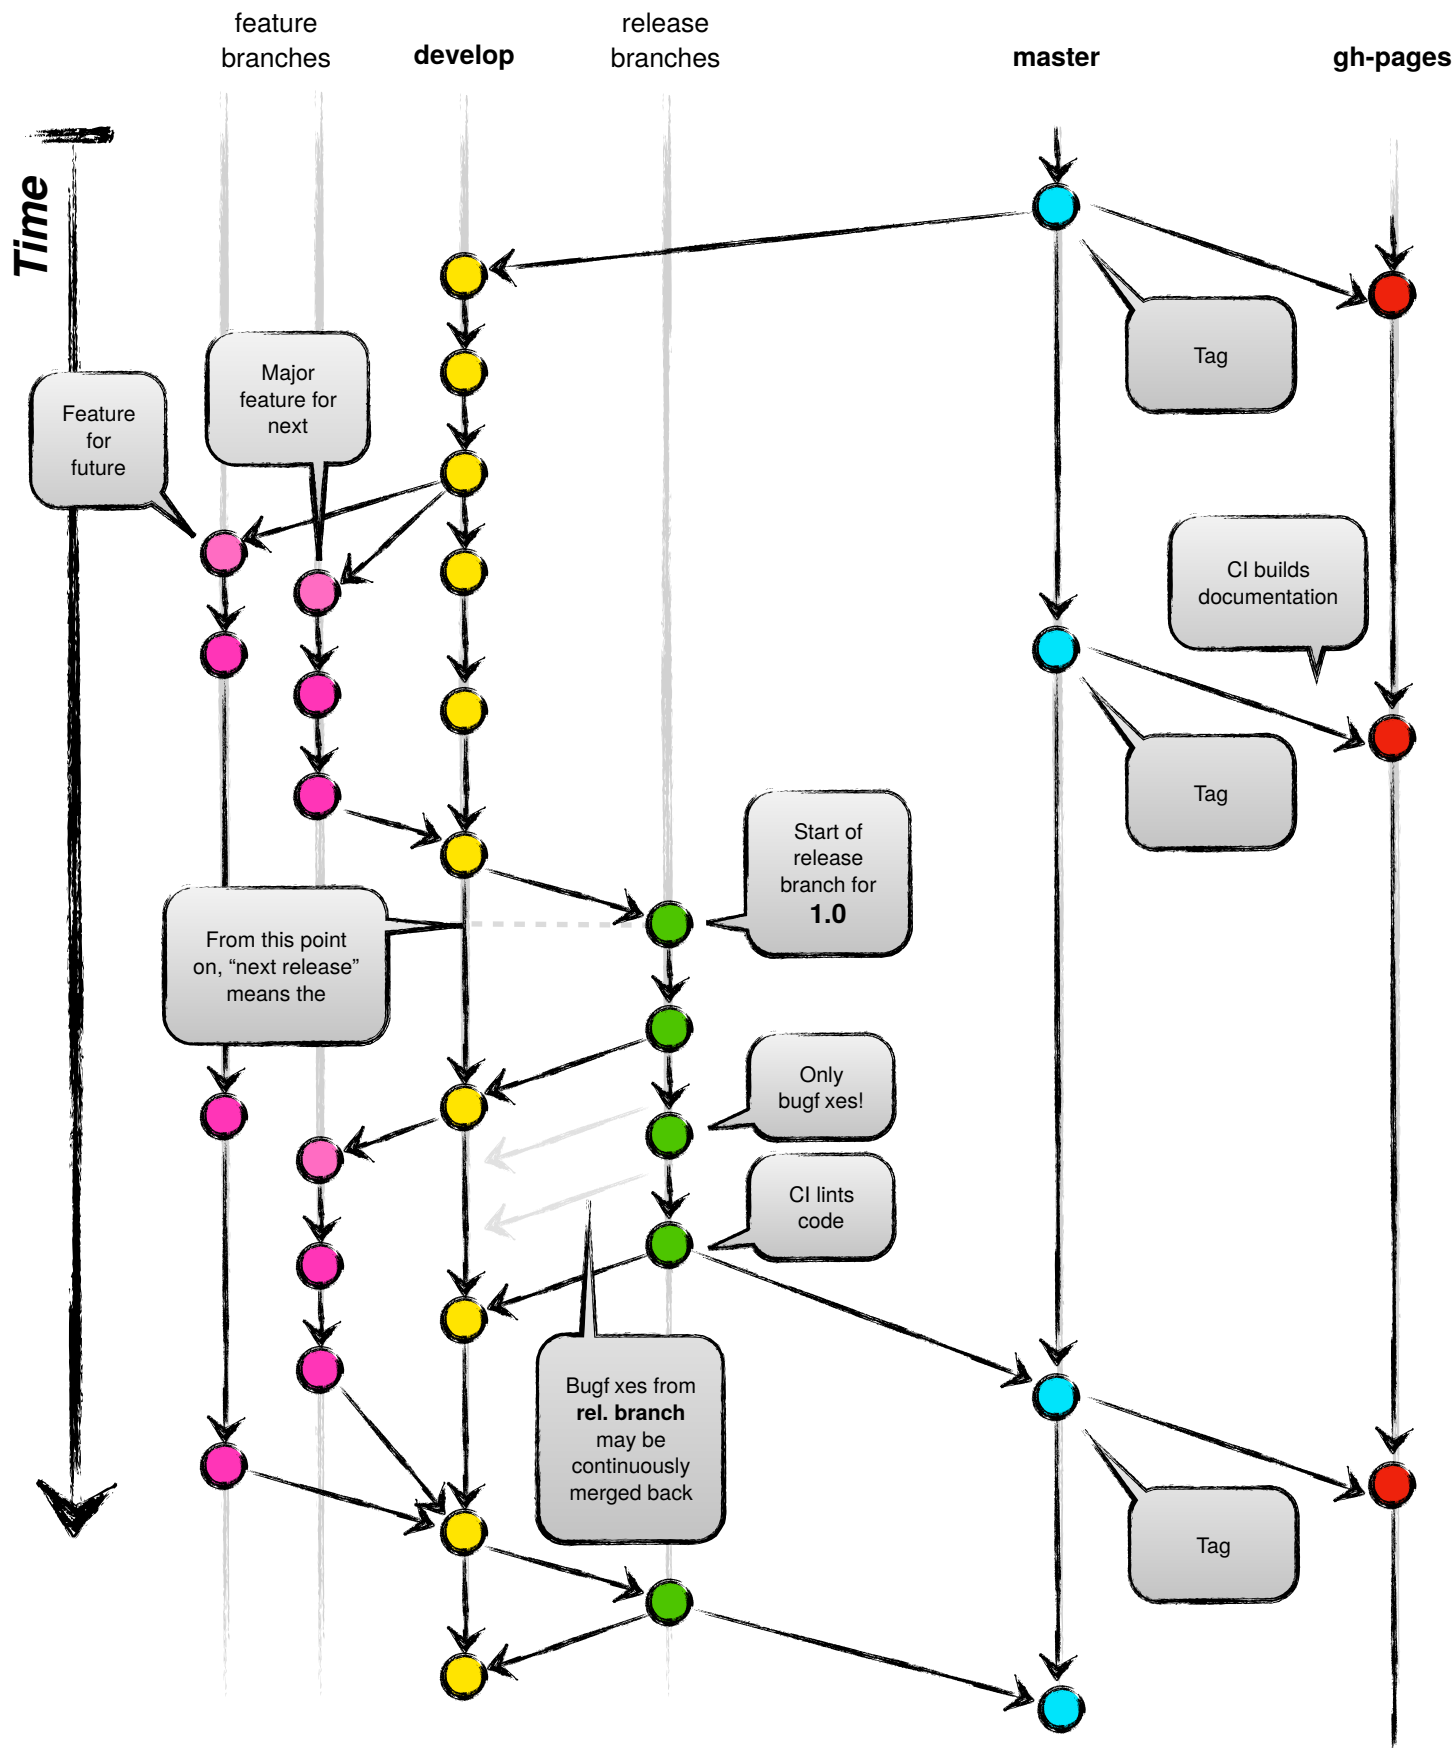 feature
branches
develop
release
branches
master
gh-pages
Time
Tag
Major
feature for
next
Feature
for
future
CI builds
documentation
Tag
Start of
release
branch for
1.0
From this point
on, “next release”
means the
Only
bugf xes!
CI lints
code
Bugf xes from
rel. branch
may be
continuously
merged back
Tag